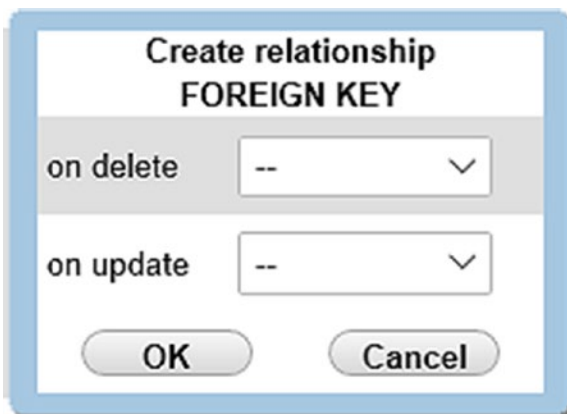 Create relationship
FOREIGN KEY
on delete --
on update --
OK Cancel